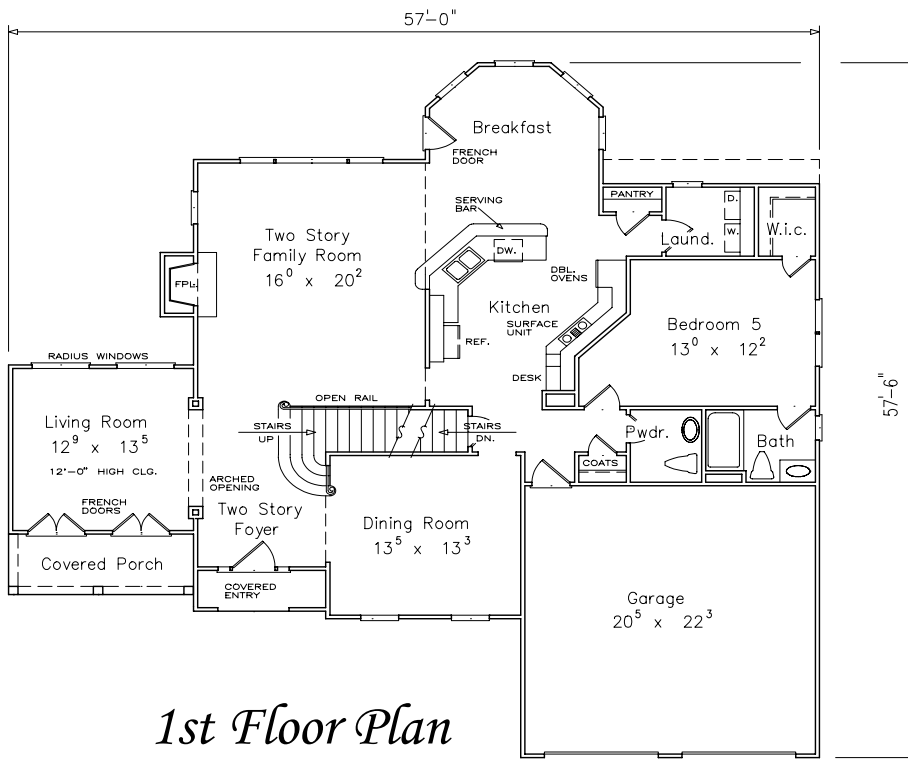 57'-0"
Breakfast
FRENCH
DOOR
PANTRY
D.
SERVING
BAR
W.
W.i.c.
Laund.
Two Story
Family Room
16⁰ x 20²
DW.
FPL.
DBL.
OVENS
Kitchen
SURFACE
UNIT
Bedroom 5
13⁰ x 12²
REF.
RADIUS WINDOWS
DESK
57'-6"
OPEN RAIL
Living Room
12⁹ x 13⁵
12'-0" HIGH CLG.
STAIRS
UP
STAIRS
DN.
Pwdr.
Bath
COATS
ARCHED
OPENING
FRENCH
DOORS
Two Story
Foyer
Dining Room
13⁵ x 13³
Covered Porch
COVERED
ENTRY
Garage
20⁵ x 22³
1st Floor Plan